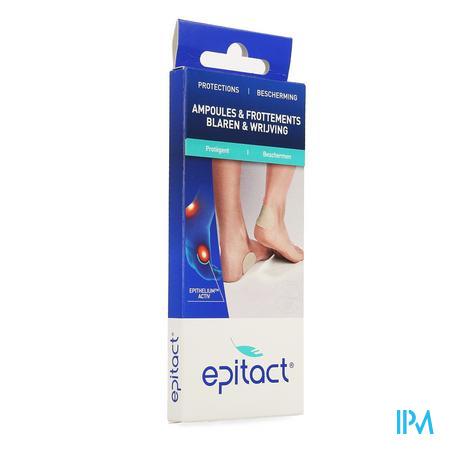 PROTECTIONS | BESCHERMING
AMPOULES & FROTTEMENTS
BLAREN & WRIJVING
Protègent | Beschermen
EPITHELIUM™
ACTIV
epitact®
epitact®
IPM